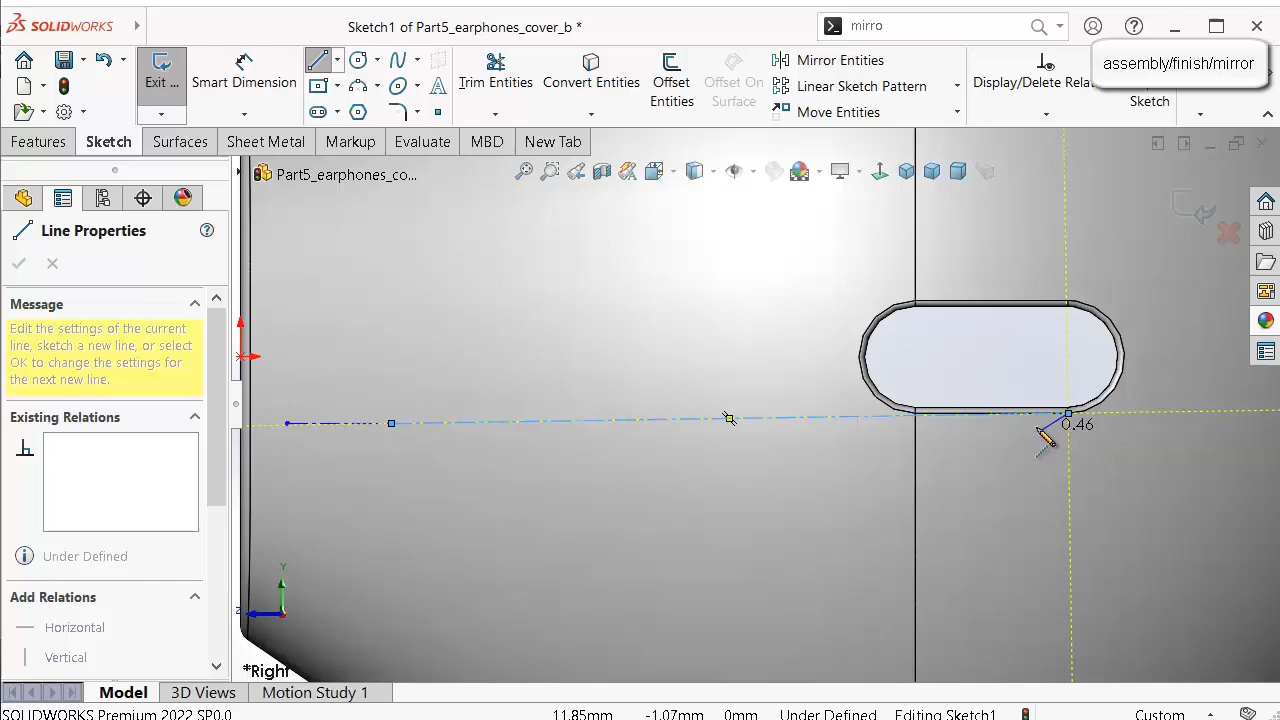 SOLIDWORKS
Sketch1 of Part5_earphones_cover_b *
mirro
assembly/finish/mirror
Exit ...
Smart Dimension
Trim Entities
Convert Entities
Offset Entities
Offset On Surface
Mirror Entities
Linear Sketch Pattern
Move Entities
Display/Delete Rela
Sketch
Features
Sketch
Surfaces
Sheet Metal
Markup
Evaluate
MBD
New Tab
Part5_earphones_co...
Line Properties
Message
Edit the settings of the current
line, sketch a new line, or select
OK to change the settings for
the next new line.
Existing Relations
Under Defined
Add Relations
Horizontal
Vertical
0.46
Y
Z
*Right
Model
3D Views
Motion Study 1
SOLIDWORKS Premium 2022 SP0.0
11.85mm
-1.07mm
0mm
Under Defined
Editing Sketch1
Custom